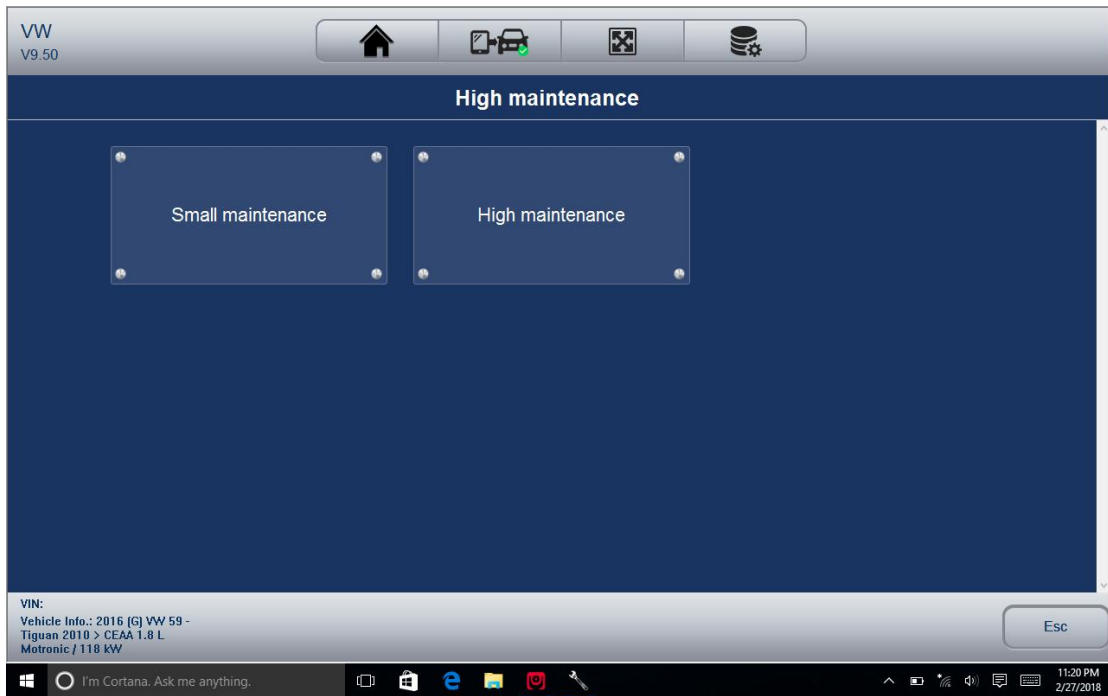 VW
V9.50
High maintenance
Small maintenance
High maintenance
VIN:
Vehicle Info.: 2016 (G) VW 59 -
Tiguan 2010 > CEAA 1.8 L
Motronic / 118 kW
Esc
I'm Cortana. Ask me anything.
11:20 PM
2/27/2018